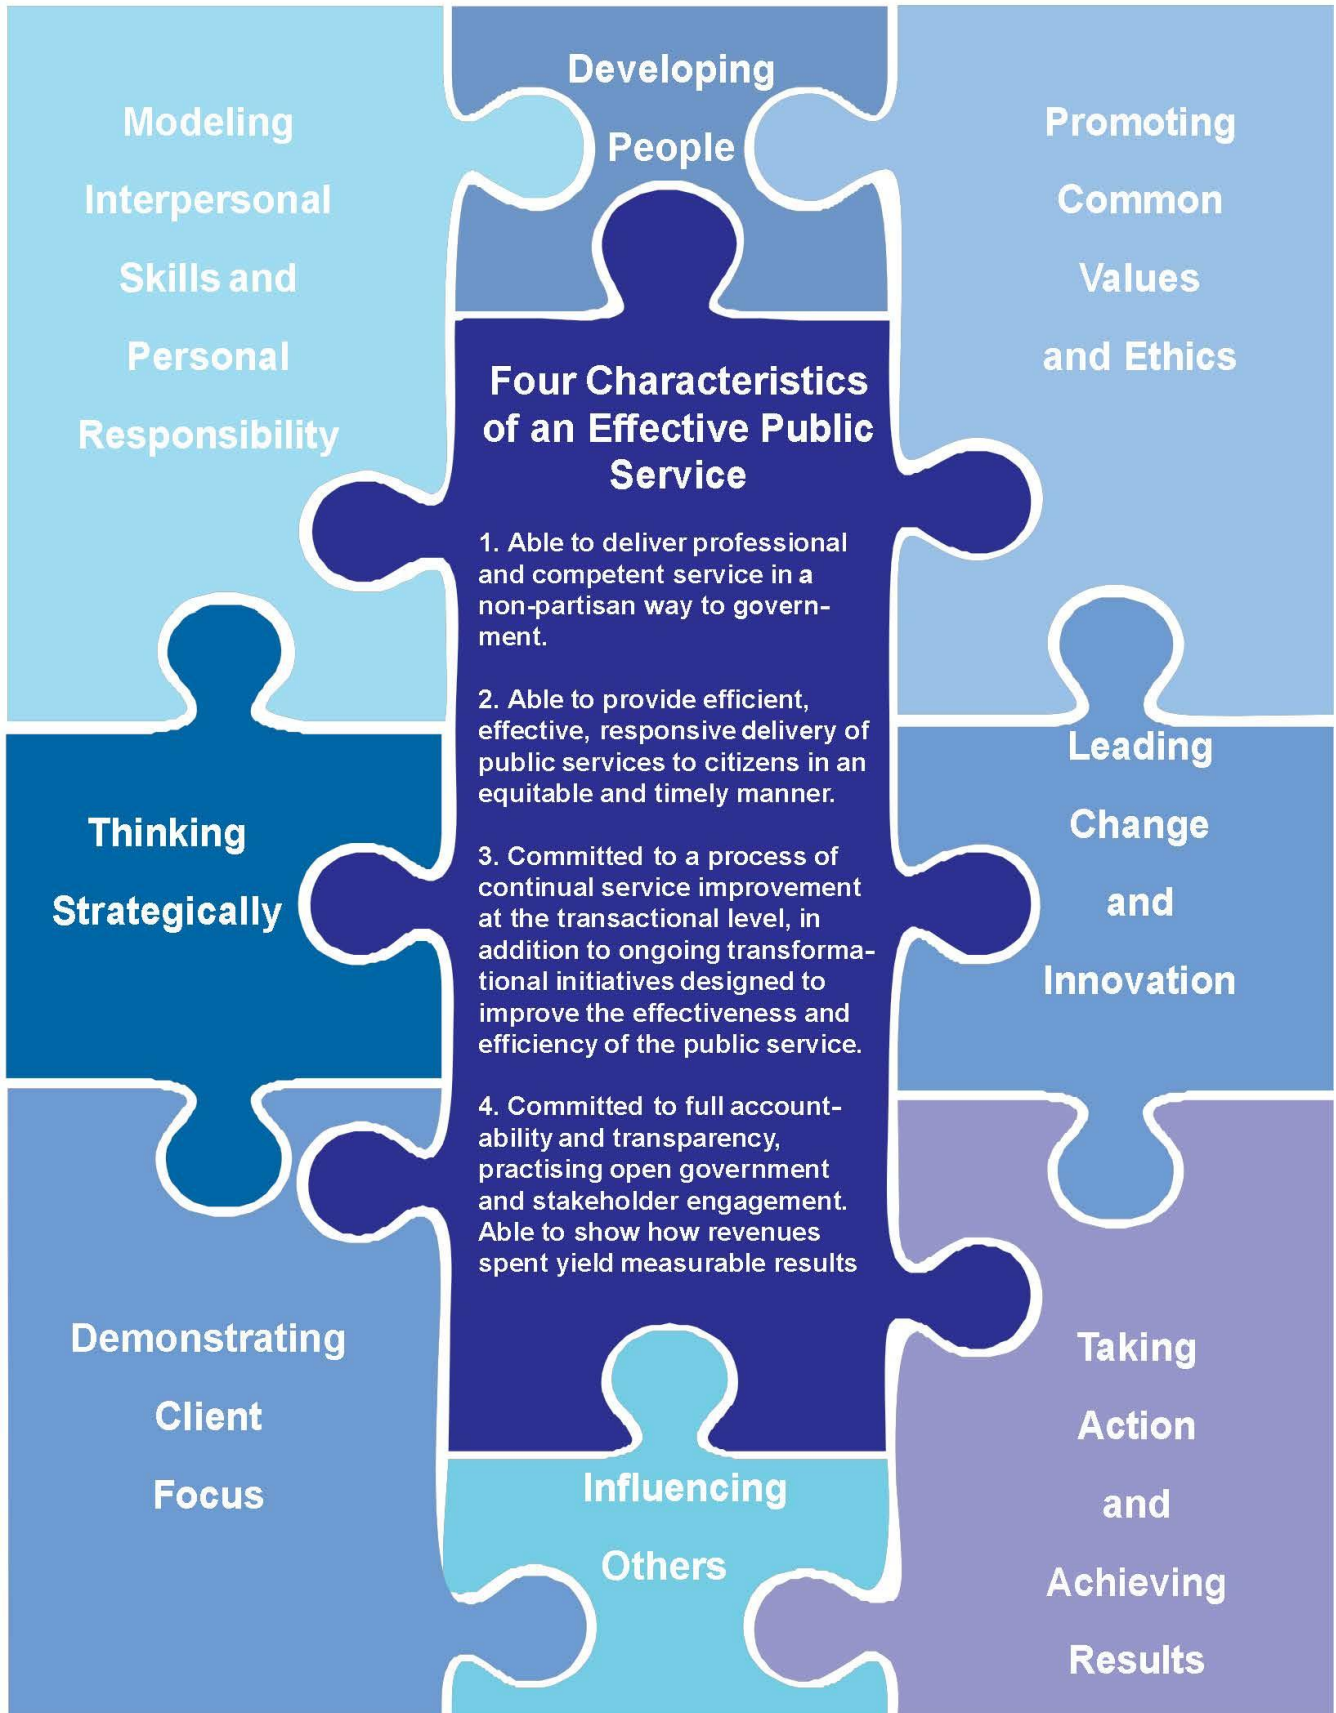 Modeling
Interpersonal
Skills and
Personal
Responsibility
Developing
People
Promoting
Common
Values
and Ethics
Four Characteristics
of an Effective Public
Service
1. Able to deliver professional
and competent service in a
non-partisan way to govern-
ment.
2. Able to provide efficient,
effective, responsive delivery of
public services to citizens in an
equitable and timely manner.
3. Committed to a process of
continual service improvement
at the transactional level, in
addition to ongoing transforma-
tional initiatives designed to
improve the effectiveness and
efficiency of the public service.
4. Committed to full account-
ability and transparency,
practising open government
and stakeholder engagement.
Able to show how revenues
spent yield measurable results
Thinking
Strategically
Leading
Change
and
Innovation
Demonstrating
Client
Focus
Influencing
Others
Taking
Action
and
Achieving
Results